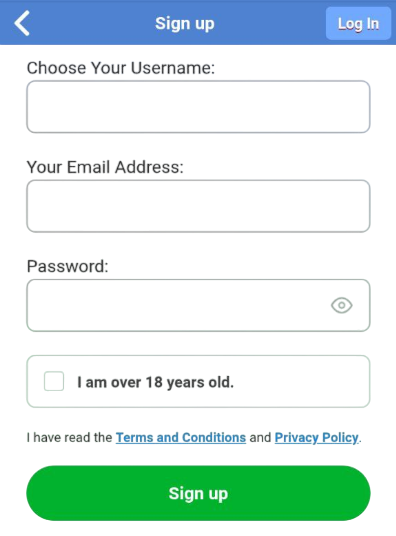 Sign up
Log In
Choose Your Username:
Your Email Address:
Password:
I am over 18 years old.
I have read the Terms and Conditions and Privacy Policy.
Sign up